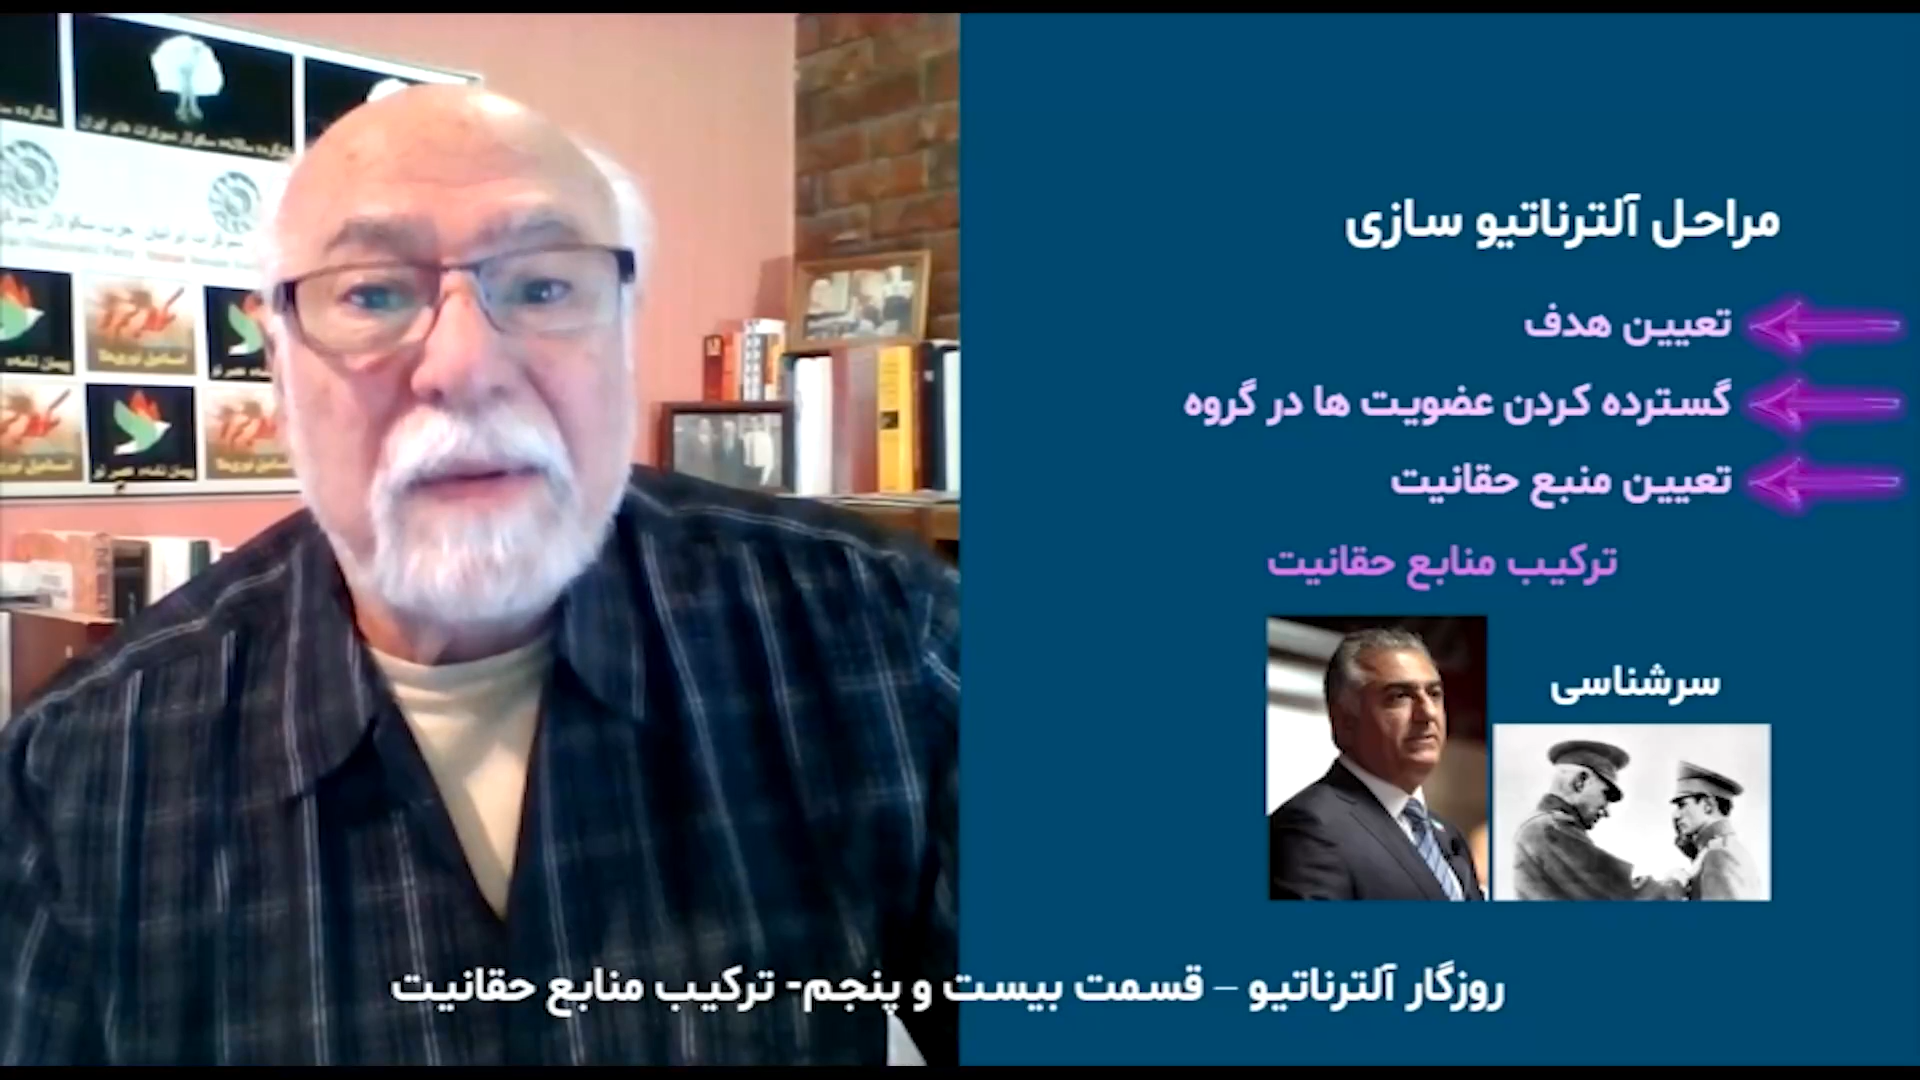 مراحل آلترناتیو سازی
تعیین هدف
گسترده کردن عضویت ها در گروه
تعیین منبع حقانیت
ترکیب منابع حقانیت
سرشناسی
روزگار آلترناتیو – قسمت بیست و پنجم- ترکیب منابع حقانیت